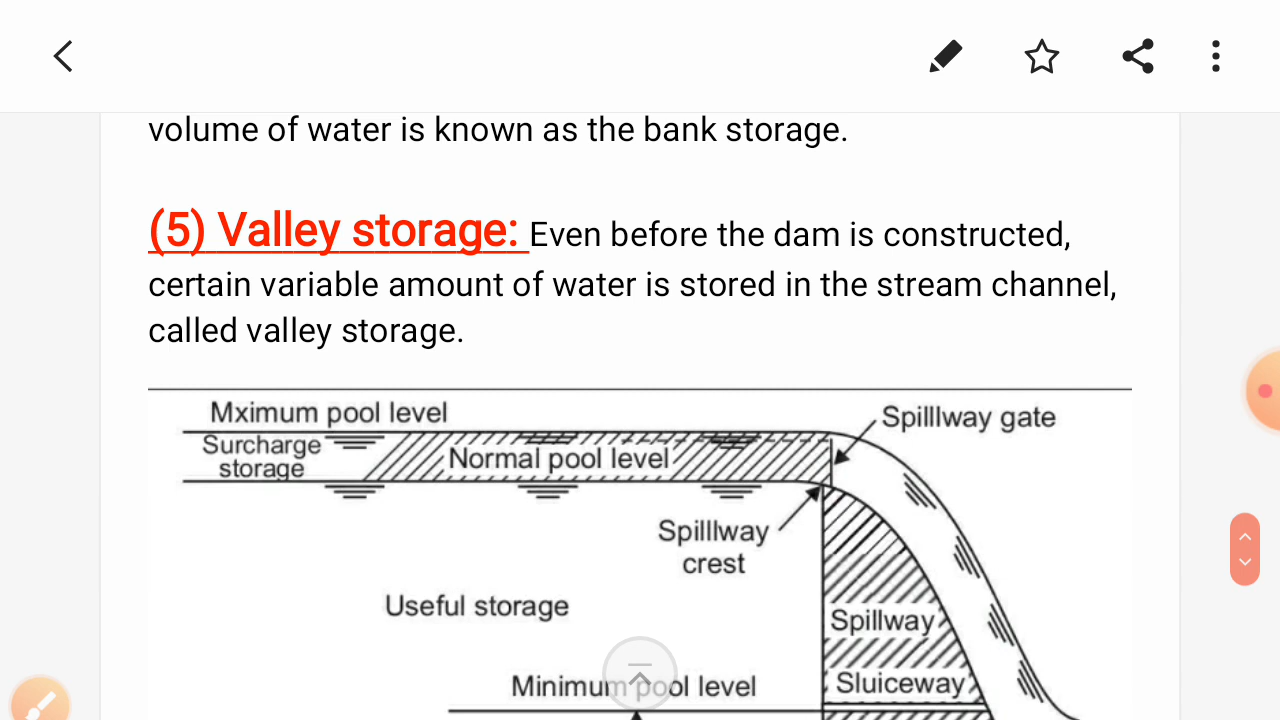 volume of water is known as the bank storage.
(5) Valley storage: Even before the dam is constructed,
certain variable amount of water is stored in the stream channel,
called valley storage.
Mximum pool level
Spilllway gate
Surcharge
storage
Normal pool level
Spilllway
crest
Useful storage
Spillway
Minimum pool level
Sluiceway